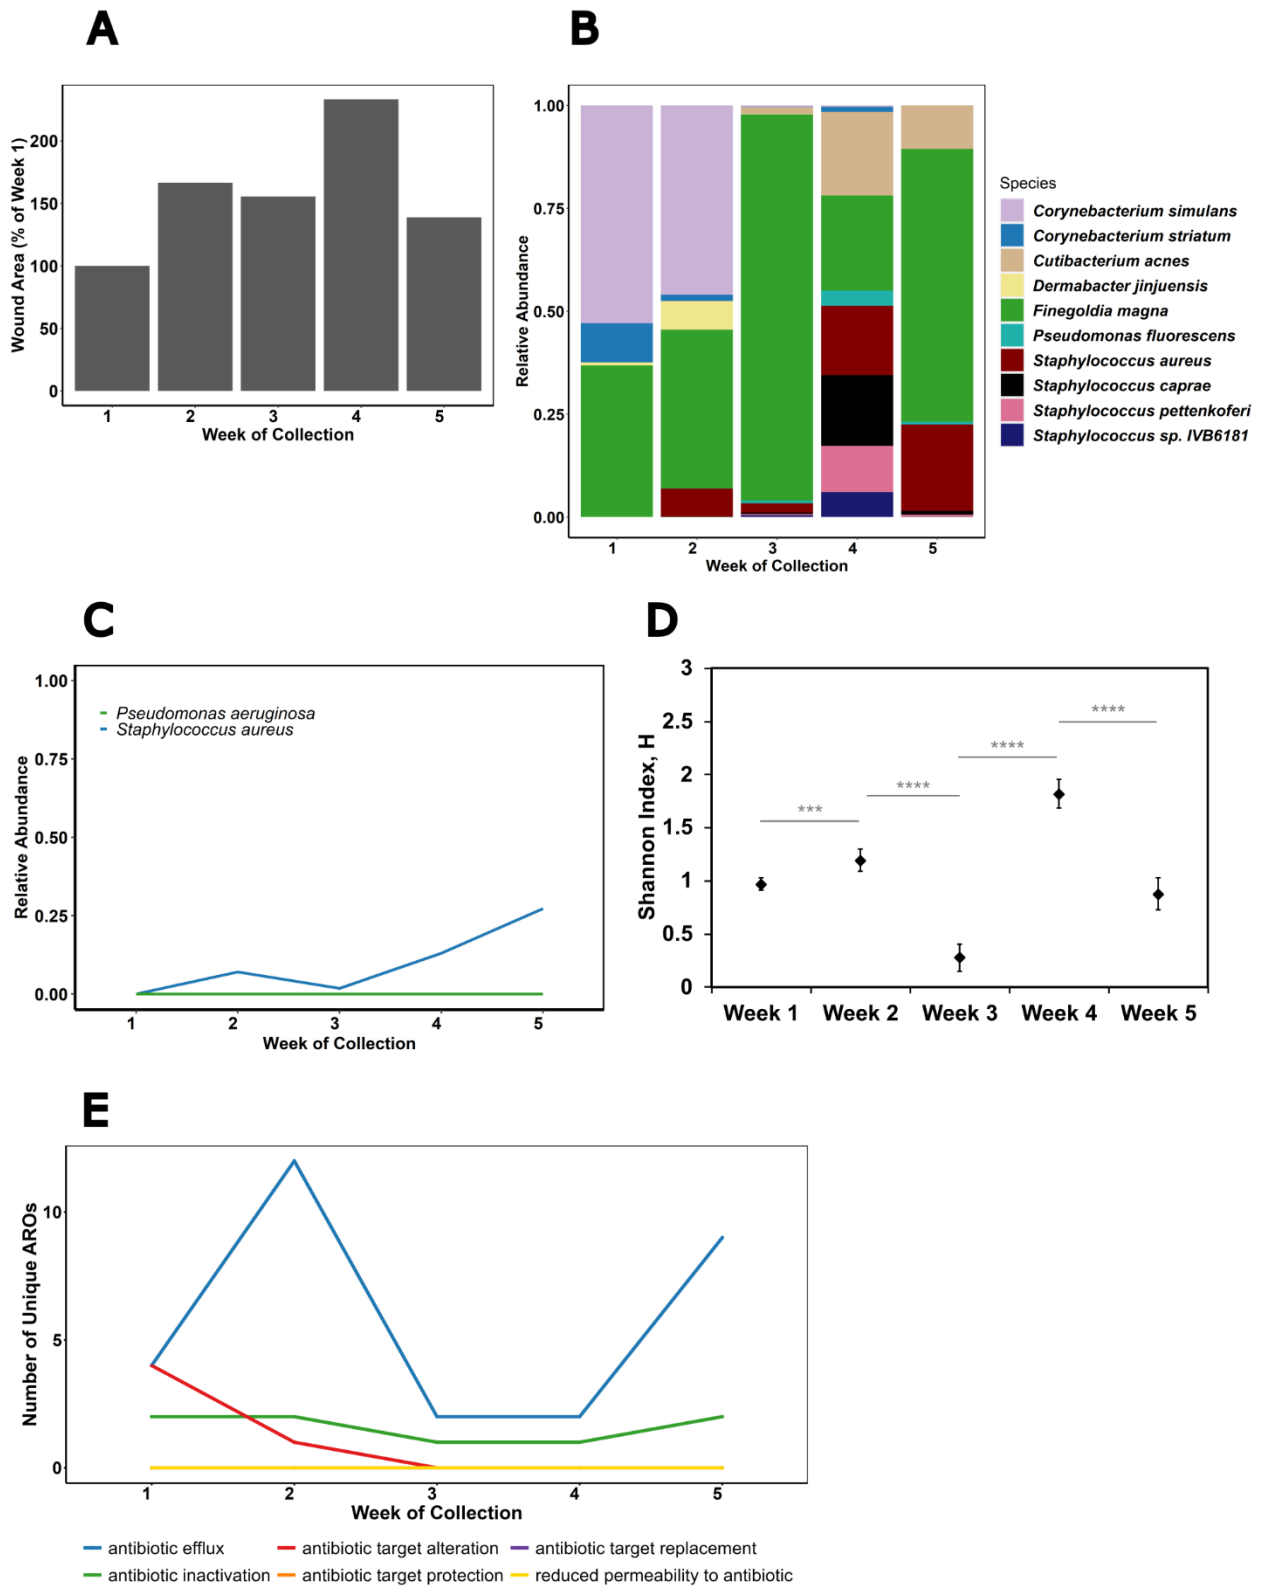 A
Wound Area (% of Week 1)
200
150
100
50
0
1 2 3 4 5
Week of Collection
B
Relative Abundance
1.00
0.75
0.50
0.25
0.00
1 2 3 4 5
Week of Collection
Species
Corynebacterium simulans
Corynebacterium striatum
Cutibacterium acnes
Dermabacter jinjuensis
Finegoldia magna
Pseudomonas fluorescens
Staphylococcus aureus
Staphylococcus caprae
Staphylococcus pettenkoferi
Staphylococcus sp. IVB6181
C
Relative Abundance
1.00
0.75
0.50
0.25
0.00
Pseudomonas aeruginosa
Staphylococcus aureus
1 2 3 4 5
Week of Collection
D
Shannon Index, H
3
2.5
2
1.5
1
0.5
0
***
****
****
****
Week 1 Week 2 Week 3 Week 4 Week 5
E
Number of Unique AROs
10
5
0
1 2 3 4 5
Week of Collection
antibiotic efflux antibiotic target alteration antibiotic target replacement
antibiotic inactivation antibiotic target protection reduced permeability to antibiotic